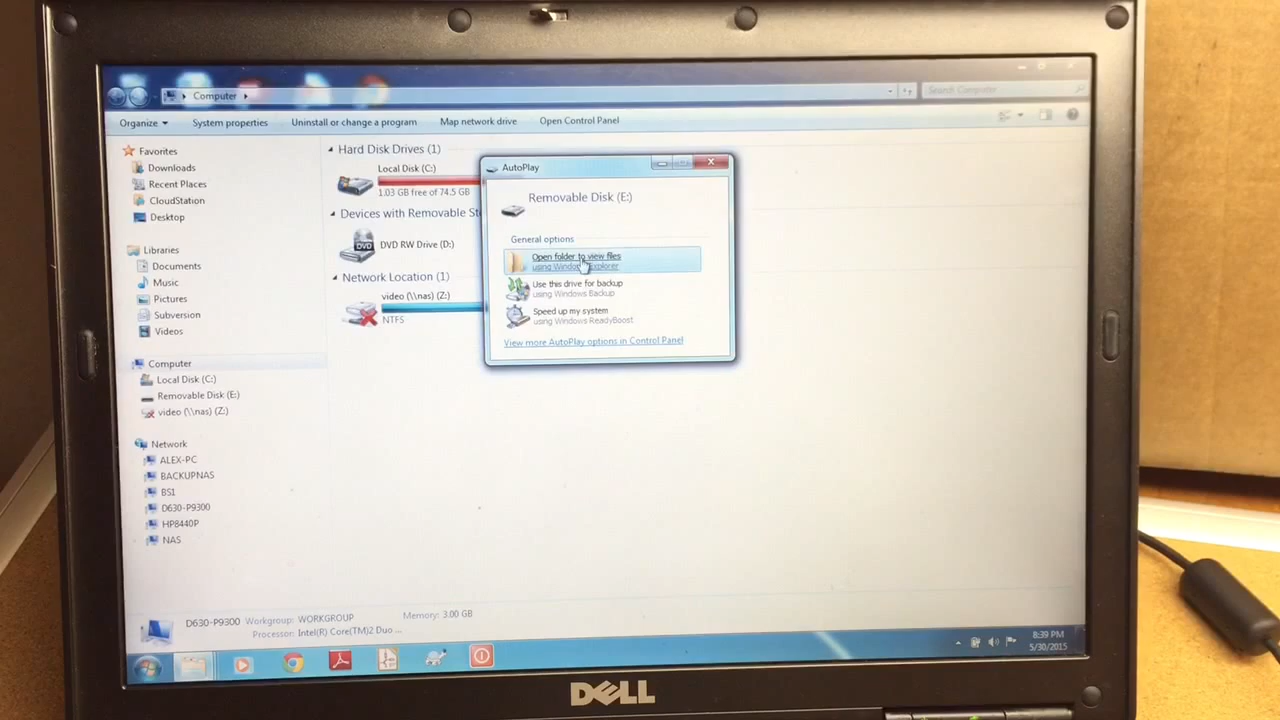 Computer
Search Computer
Organize
System properties
Uninstall or change a program
Map network drive
Open Control Panel
Favorites
Downloads
Recent Places
CloudStation
Desktop
Libraries
Documents
Music
Pictures
Subversion
Videos
Computer
Local Disk (C:)
Removable Disk (E:)
video (\\nas) (Z:)
Network
ALEX-PC
BACKUPNAS
BS1
D630-P9300
HP8440P
NAS
Hard Disk Drives (1)
Local Disk (C:)
1.03 GB free of 74.5 GB
Devices with Removable St
DVD RW Drive (D:)
DVD
Network Location (1)
video (\\nas) (Z:)
NTFS
AutoPlay
Removable Disk (E:)
General options
Open folder to view files
using Windows Explorer
Use this drive for backup
using Windows Backup
Speed up my system
using Windows ReadyBoost
View more AutoPlay options in Control Panel
D630-P9300 Workgroup: WORKGROUP Memory: 3.00 GB
Processor: Intel(R) Core(TM)2 Duo ...
8:39 PM
5/30/2015
DELL